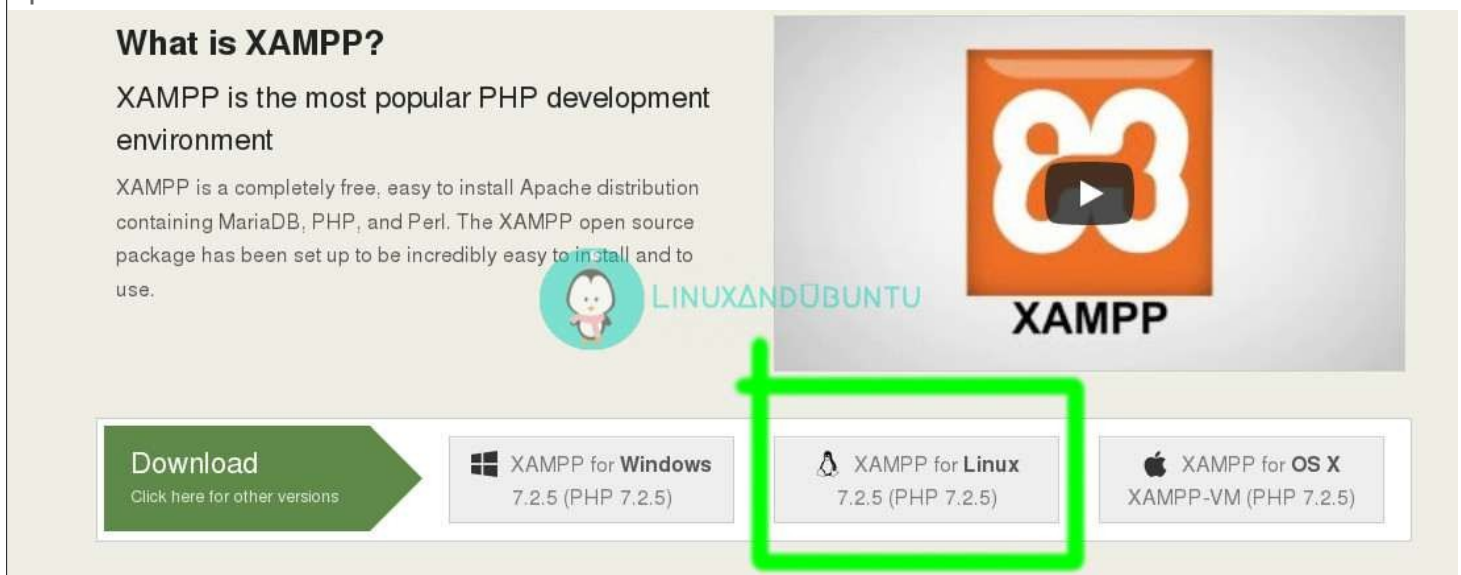 What is XAMPP?
XAMPP is the most popular PHP development
environment
XAMPP is a completely free, easy to install Apache distribution
containing MariaDB, PHP, and Perl. The XAMPP open source
package has been set up to be incredibly easy to install and to
use.
LINUXANDUBUNTU
XAMPP
Download
Click here for other versions
XAMPP for Windows
7.2.5 (PHP 7.2.5)
XAMPP for Linux
7.2.5 (PHP 7.2.5)
XAMPP for OS X
XAMPP-VM (PHP 7.2.5)